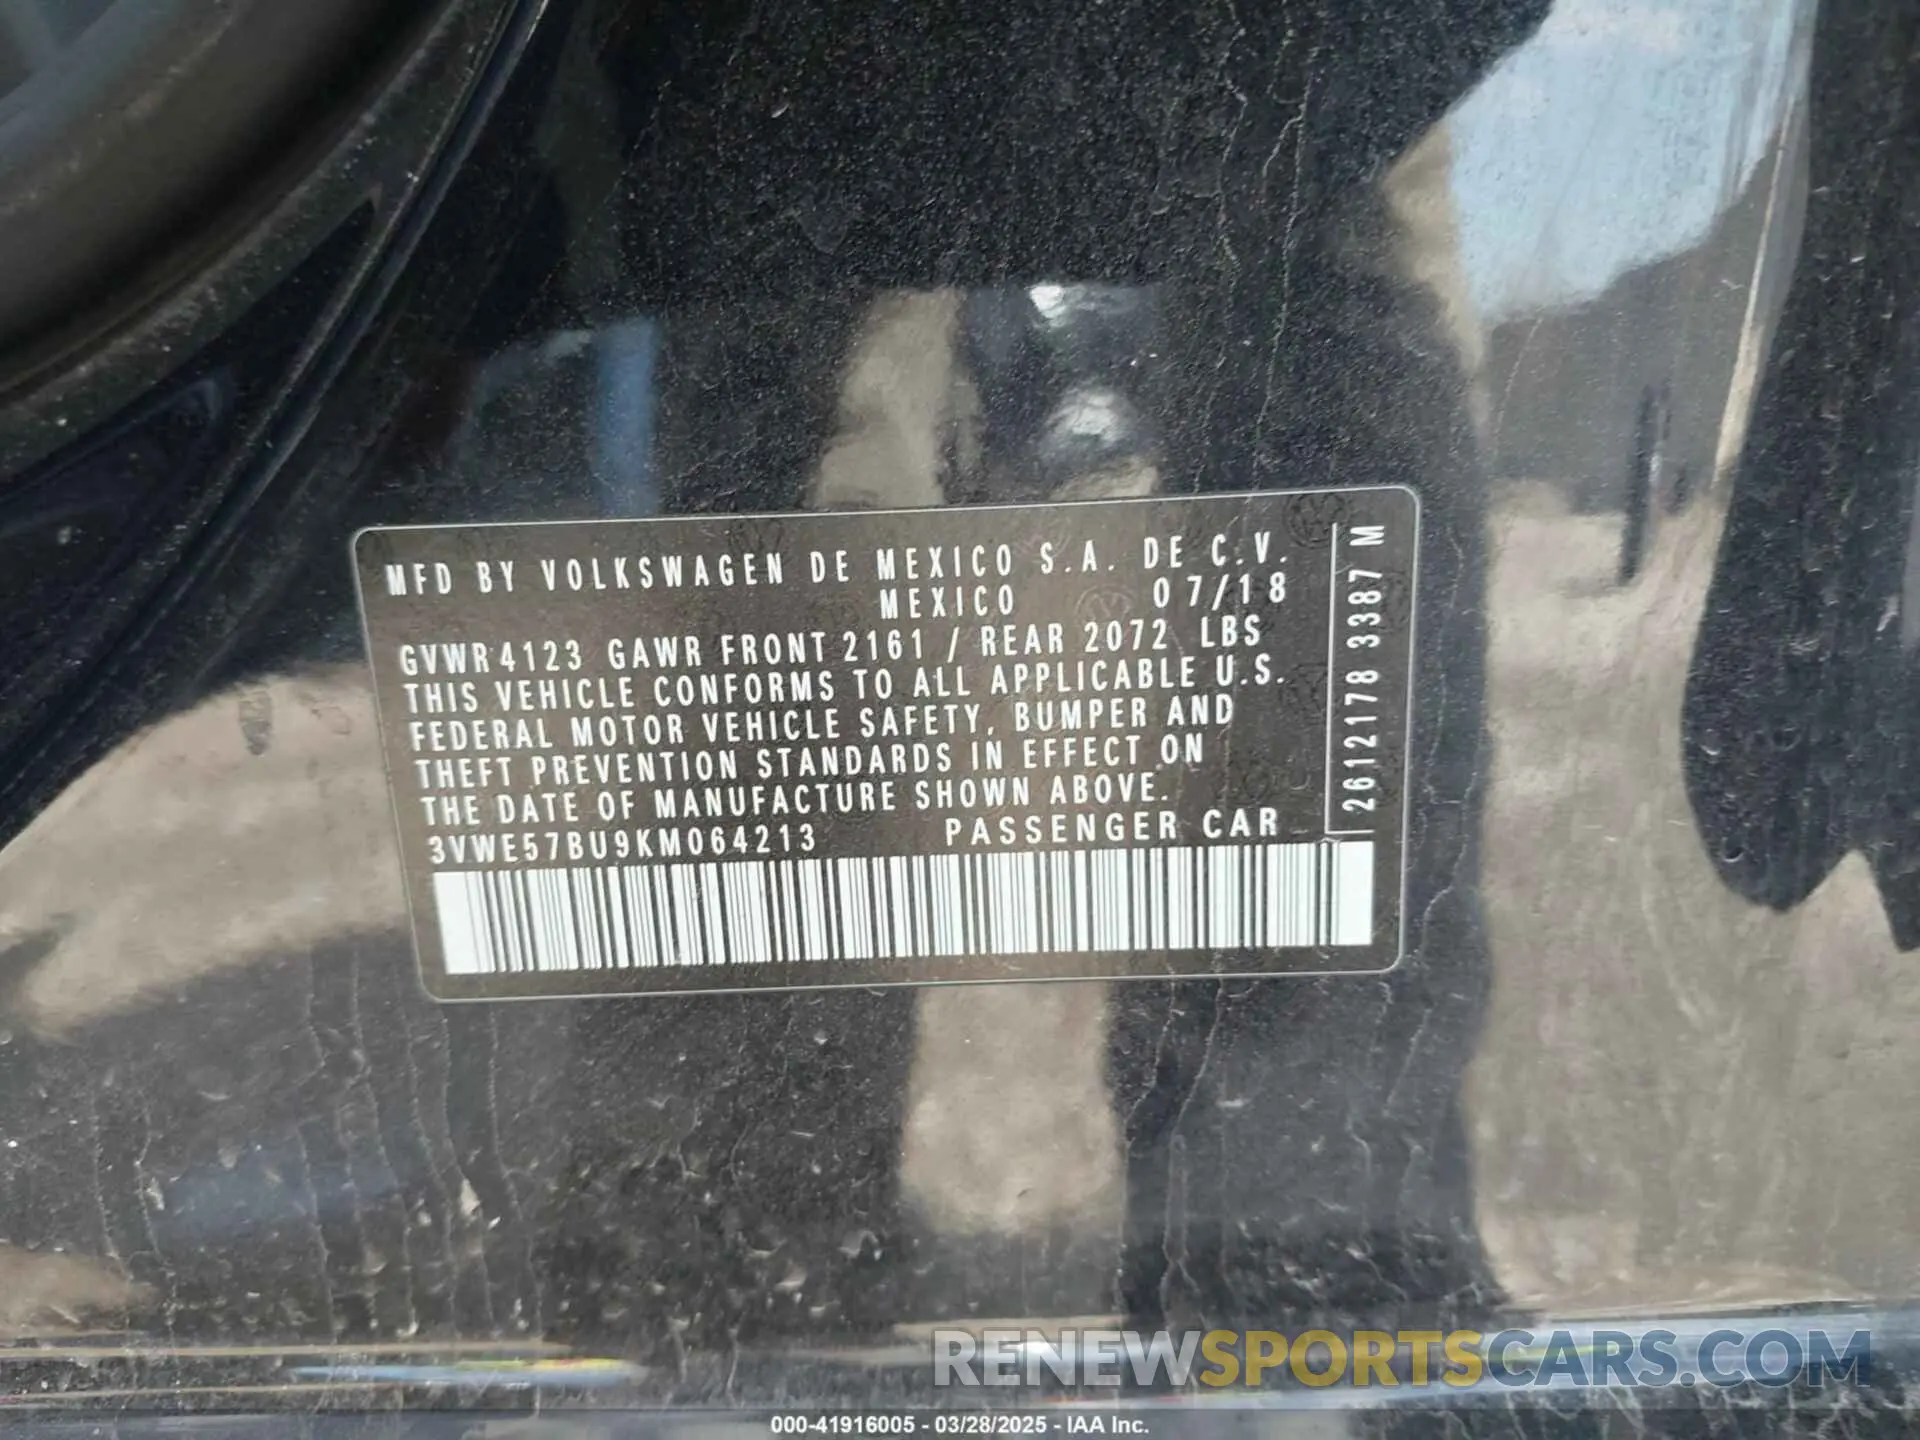 MFD BY VOLKSWAGEN DE MEXICO S.A. DE C.V.
MEXICO 07/18
GVWR 4123 GAWR FRONT 2161 / REAR 2072 LBS
THIS VEHICLE CONFORMS TO ALL APPLICABLE U.S.
FEDERAL MOTOR VEHICLE SAFETY, BUMPER AND
THEFT PREVENTION STANDARDS IN EFFECT ON
THE DATE OF MANUFACTURE SHOWN ABOVE.
3VWE57BU9KM064213 PASSENGER CAR
2612178 3387 M
RENEWSPORTSCARS.COM
000-41916005 - 03/28/2025 - IAA Inc.